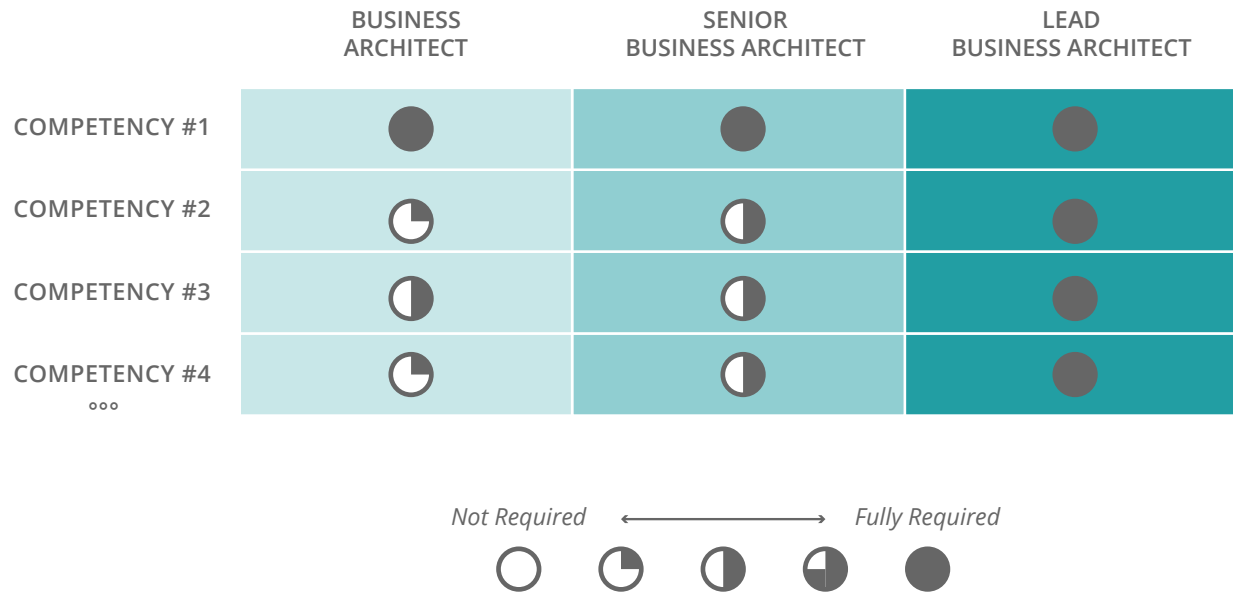 BUSINESS
ARCHITECT
SENIOR
BUSINESS ARCHITECT
LEAD
BUSINESS ARCHITECT
COMPETENCY #1
COMPETENCY #2
COMPETENCY #3
COMPETENCY #4
Not Required
Fully Required